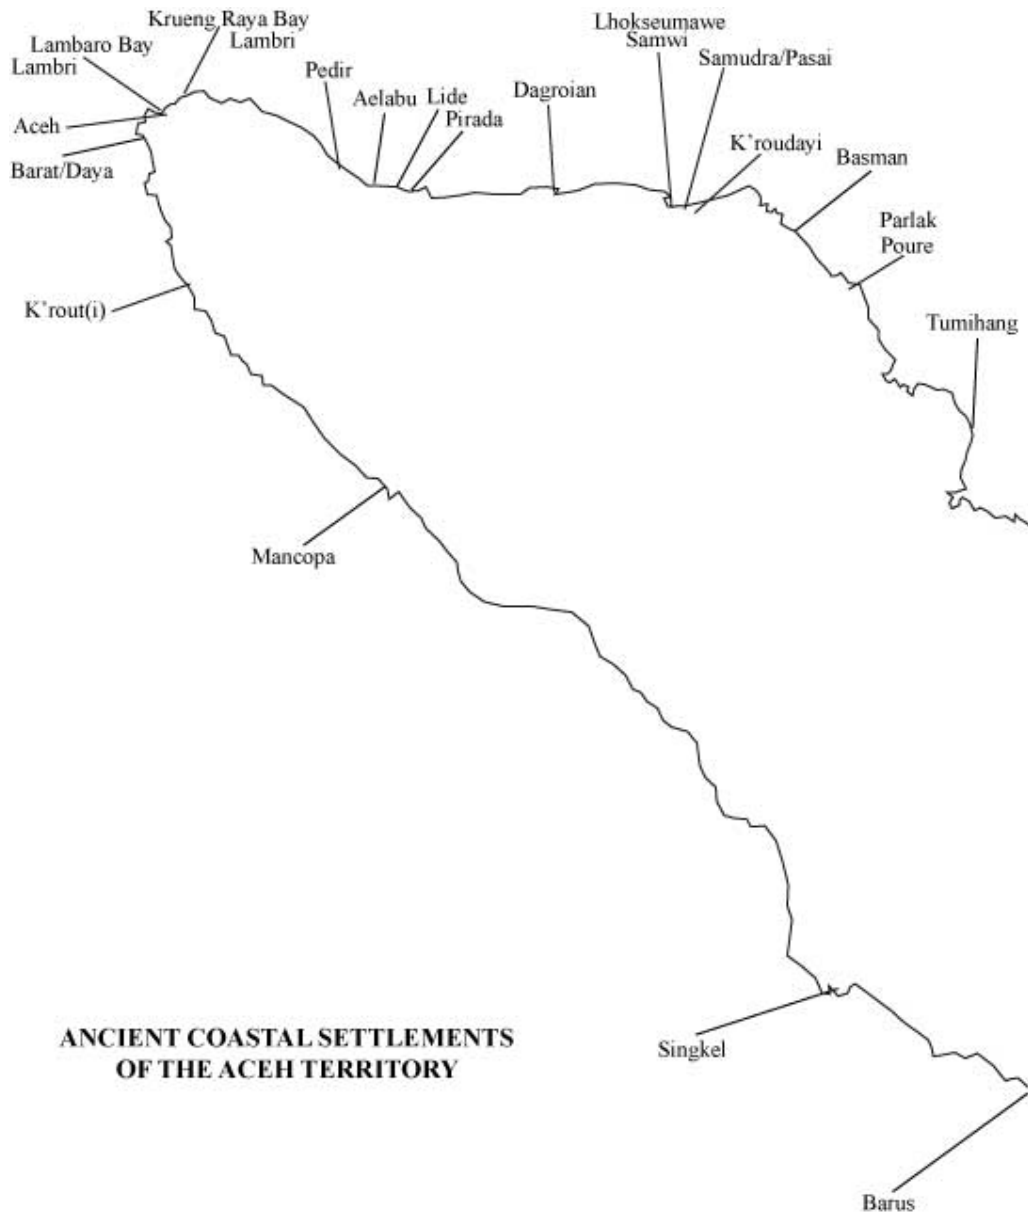 Krueng Raya Bay
Lambri
Lambaro Bay
Lambri
Aceh
Barat/Daya
Pedir
Aelabu
Lide
Pirada
Dagroian
Lhokseumawe
Samwi
Samudra/Pasai
K'roudayi
Basman
Parlak
Poure
Tumihang
K'rout(i)
Mancopa
Singkel
Barus
ANCIENT COASTAL SETTLEMENTS
OF THE ACEH TERRITORY